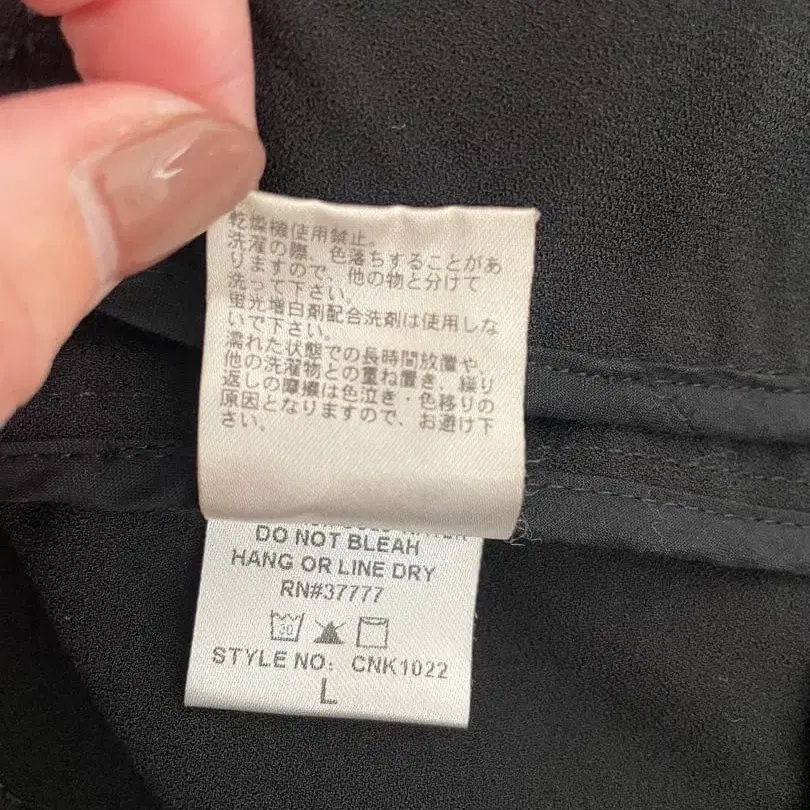 乾燥機使用禁止。
洗濯の際、色落ちすることがあ
りますので、他の物と分けて
洗って下さい。
蛍光増白剤配合洗剤は使用しな
いで下さい。
濡れた状態での長時間放置や、
他の洗濯物との重ね置き、繰り
返しの摩擦は色泣き・色移りの
原因となりますので、お避け下
さい。
DO NOT BLEAH
HANG OR LINE DRY
RN#37777
30
STYLE NO: CNK1022
L